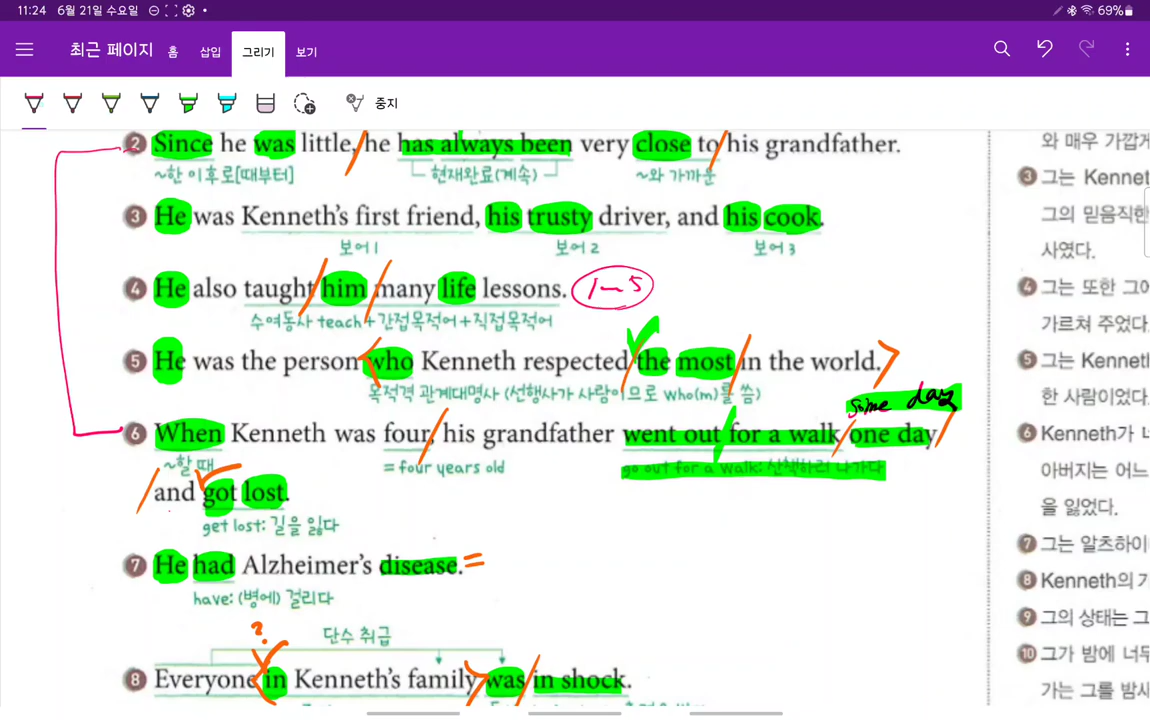 11:24 6월 21일 수요일 69%
최근 페이지 홈 삽입 그리기 보기
중지
2 Since he was little, he has always been very close to his grandfather.
~한 이후로[때부터] 현재완료(계속) ~와 가까운
3 He was Kenneth's first friend, his trusty driver, and his cook.
보어 1 보어 2 보어 3
4 He also taught him many life lessons. 1-5
수여동사 teach+간접목적어+직접목적어
5 He was the person who Kenneth respected the most in the world.
목적격 관계대명사 (선행사가 사람이므로 who(m)를 씀)
some day
6 When Kenneth was four, his grandfather went out for a walk one day,
~할 때 = four years old go out for a walk: 산책하러 나가다
and got lost.
get lost: 길을 잃다
7 He had Alzheimer's disease. =
have: (병에) 걸리다
? 단수 취급
8 Everyone in Kenneth's family was in shock.
와 매우 가깝게
3 그는 Kennet
그의 믿음직한
사였다.
4 그는 또한 그에
가르쳐 주었다.
5 그는 Kenneth
한 사람이었다.
6 Kenneth가 네
아버지는 어느
을 잃었다.
7 그는 알츠하이
8 Kenneth의 가
9 그의 상태는 그
10 그가 밤에 너무
가는 그를 밤새